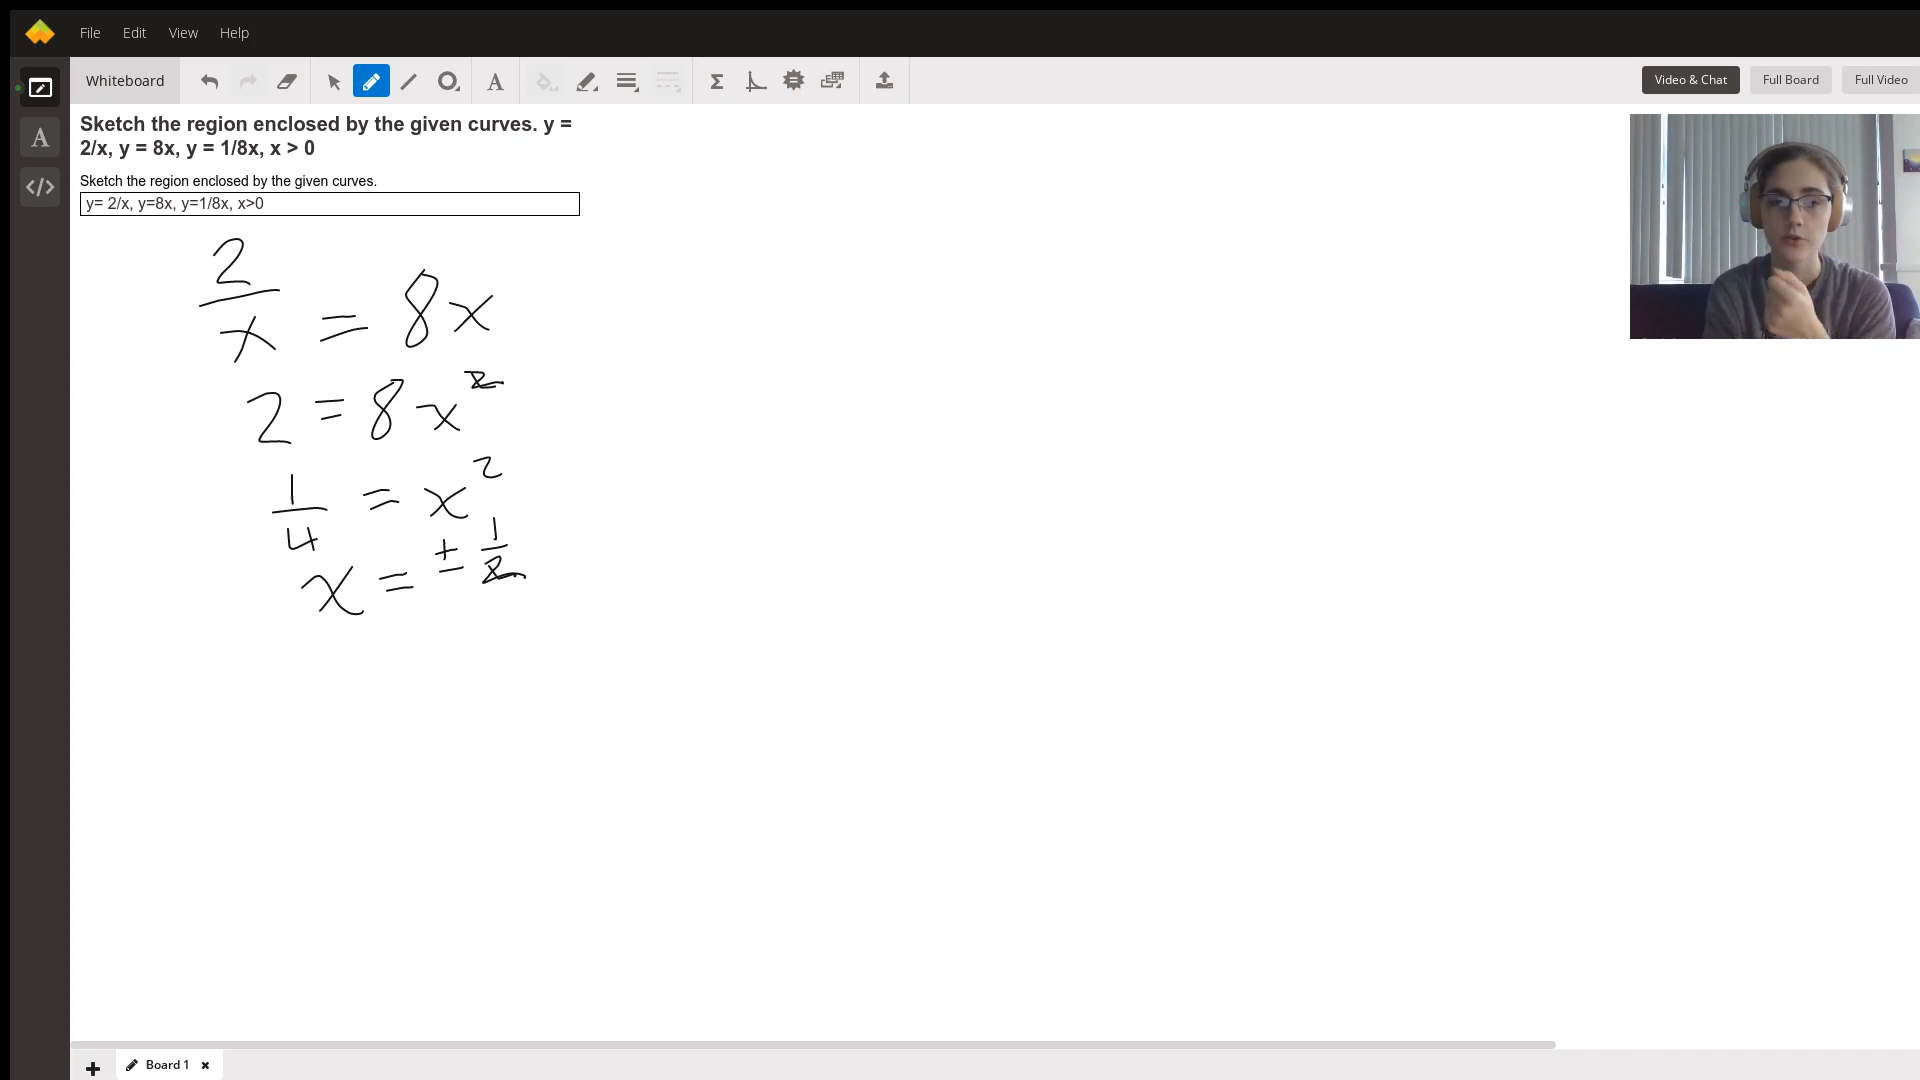 File Edit View Help
Whiteboard
Video & Chat Full Board Full Video
Sketch the region enclosed by the given curves. y =
2/x, y = 8x, y = 1/8x, x > 0
Sketch the region enclosed by the given curves.
y= 2/x, y=8x, y=1/8x, x>0
2/x = 8x
2 = 8x²
1/4 = x²
x = ± 1/2
Board 1